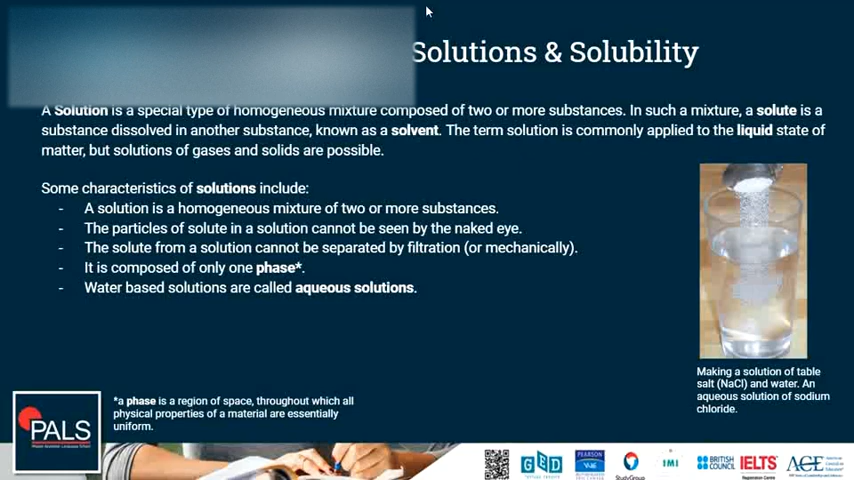 Solutions & Solubility
A Solution is a special type of homogeneous mixture composed of two or more substances. In such a mixture, a solute is a
substance dissolved in another substance, known as a solvent. The term solution is commonly applied to the liquid state of
matter, but solutions of gases and solids are possible.
Some characteristics of solutions include:
- A solution is a homogeneous mixture of two or more substances.
- The particles of solute in a solution cannot be seen by the naked eye.
- The solute from a solution cannot be separated by filtration (or mechanically).
- It is composed of only one phase*.
- Water based solutions are called aqueous solutions.
Making a solution of table
salt (NaCl) and water. An
aqueous solution of sodium
chloride.
*a phase is a region of space, throughout which all
physical properties of a material are essentially
uniform.
PALS
GED
PEARSON
VUE
StudyGroup
IMI
BRITISH
COUNCIL
IELTS
Registration Centre
ACE